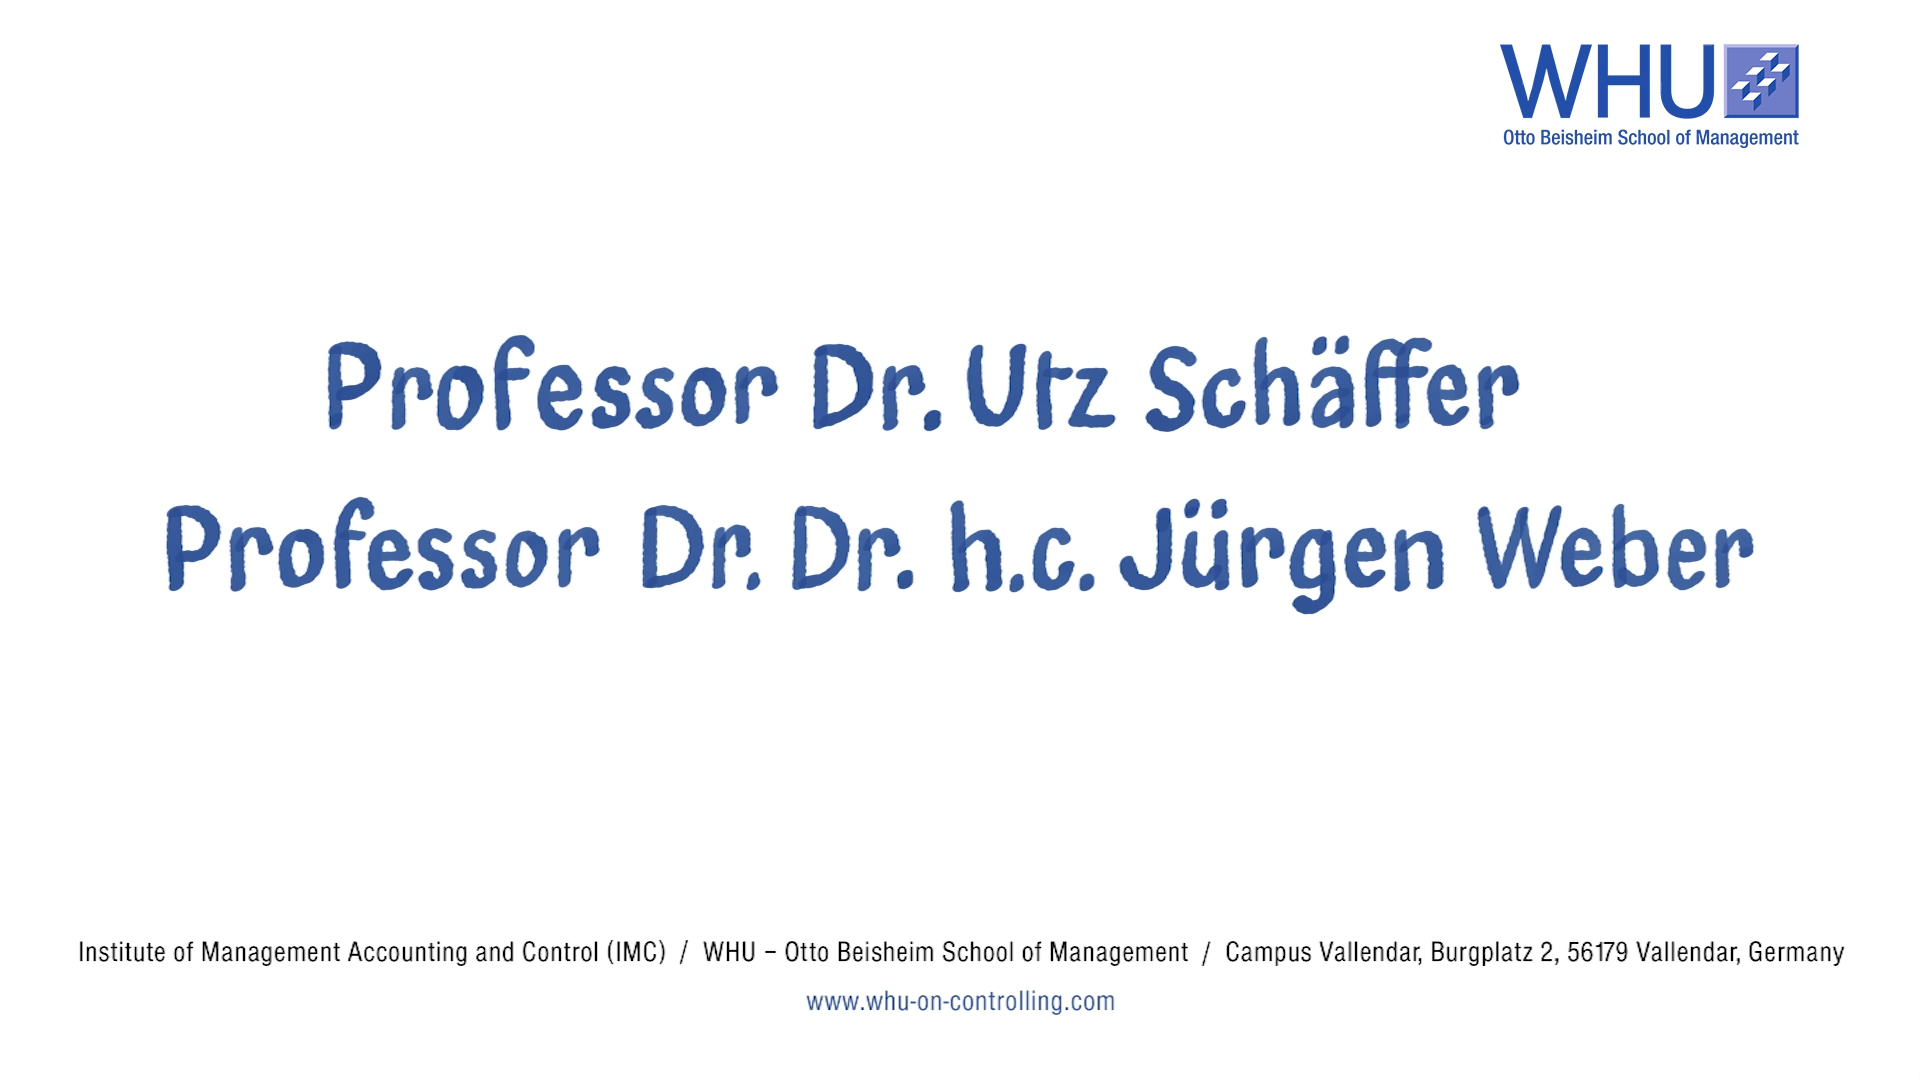 WHU
Otto Beisheim School of Management
Professor Dr. Utz Schäffer
Professor Dr. Dr. h.c. Jürgen Weber
Institute of Management Accounting and Control (IMC) / WHU – Otto Beisheim School of Management / Campus Vallendar, Burgplatz 2, 56179 Vallendar, Germany
www.whu-on-controlling.com